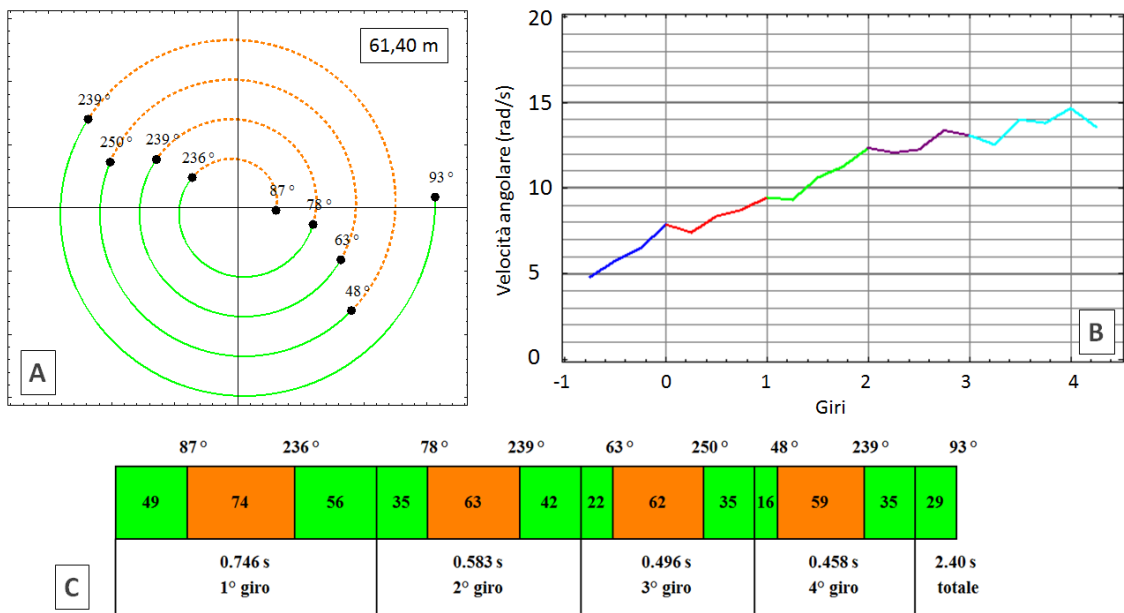 61,40 m
239 °
250 °
239 °
236 °
87 °
78 °
63 °
48 °
93 °
A
20
15
10
5
0
-1
0
1
2
3
4
Velocità angolare (rad/s)
Giri
B
87 ° 236 ° 78 ° 239 ° 63 ° 250 ° 48 ° 239 ° 93 °
49 74 56 35 63 42 22 62 35 16 59 35 29
0.746 s 0.583 s 0.496 s 0.458 s 2.40 s
1° giro 2° giro 3° giro 4° giro totale
C